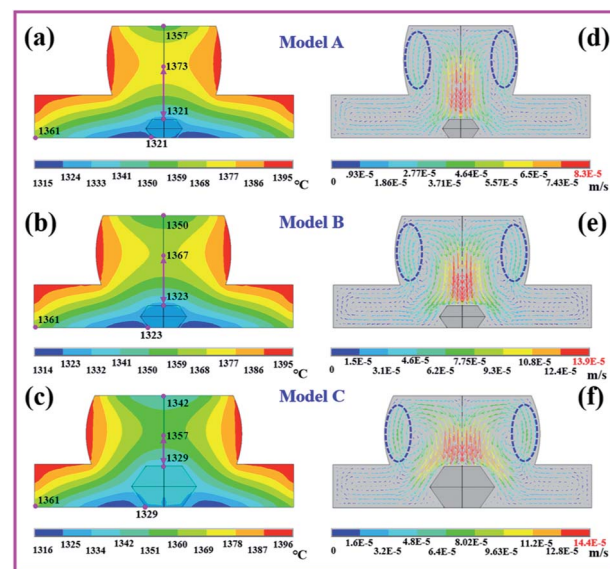 (a)
1357
Model A
(d)
1373
1321
1361
1321
1315 1324 1333 1341 1350 1359 1368 1377 1386 1395 °C
0 .93E-5 1.86E-5 2.77E-5 3.71E-5 4.64E-5 5.57E-5 6.5E-5 7.43E-5 8.3E-5 m/s
(b)
1350
Model B
(e)
1367
1323
1361
1323
1314 1323 1332 1341 1350 1359 1368 1377 1386 1395 °C
0 1.5E-5 3.1E-5 4.6E-5 6.2E-5 7.75E-5 9.3E-5 10.8E-5 12.4E-5 13.9E-5 m/s
(c)
1342
Model C
(f)
1357
1329
1361
1329
1316 1325 1334 1342 1351 1360 1369 1378 1387 1396 °C
0 1.6E-5 3.2E-5 4.8E-5 6.4E-5 8.02E-5 9.63E-5 11.2E-5 12.8E-5 14.4E-5 m/s